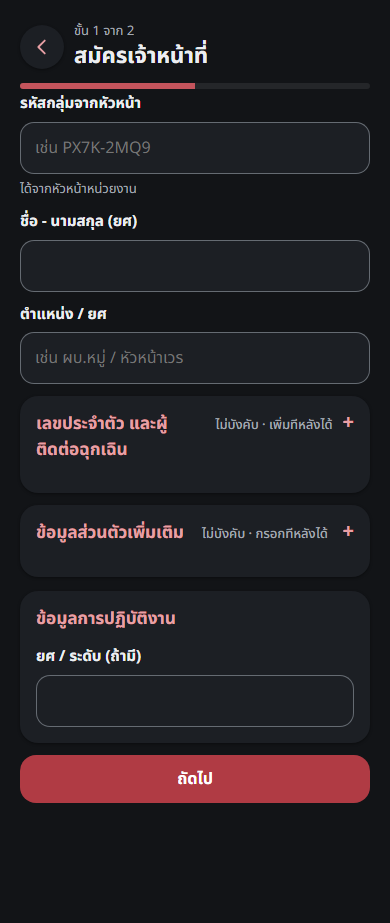 ขั้น 1 จาก 2
สมัครเจ้าหน้าที่
รหัสกลุ่มจากหัวหน้า
เช่น PX7K-2MQ9
ได้จากหัวหน้าหน่วยงาน
ชื่อ - นามสกุล (ยศ)
ตำแหน่ง / ยศ
เช่น ผบ.หมู่ / หัวหน้าเวร
เลขประจำตัว และผู้
ติดต่อฉุกเฉิน
ไม่บังคับ · เพิ่มทีหลังได้ +
ข้อมูลส่วนตัวเพิ่มเติม ไม่บังคับ · กรอกทีหลังได้ +
ข้อมูลการปฏิบัติงาน
ยศ / ระดับ (ถ้ามี)
ถัดไป